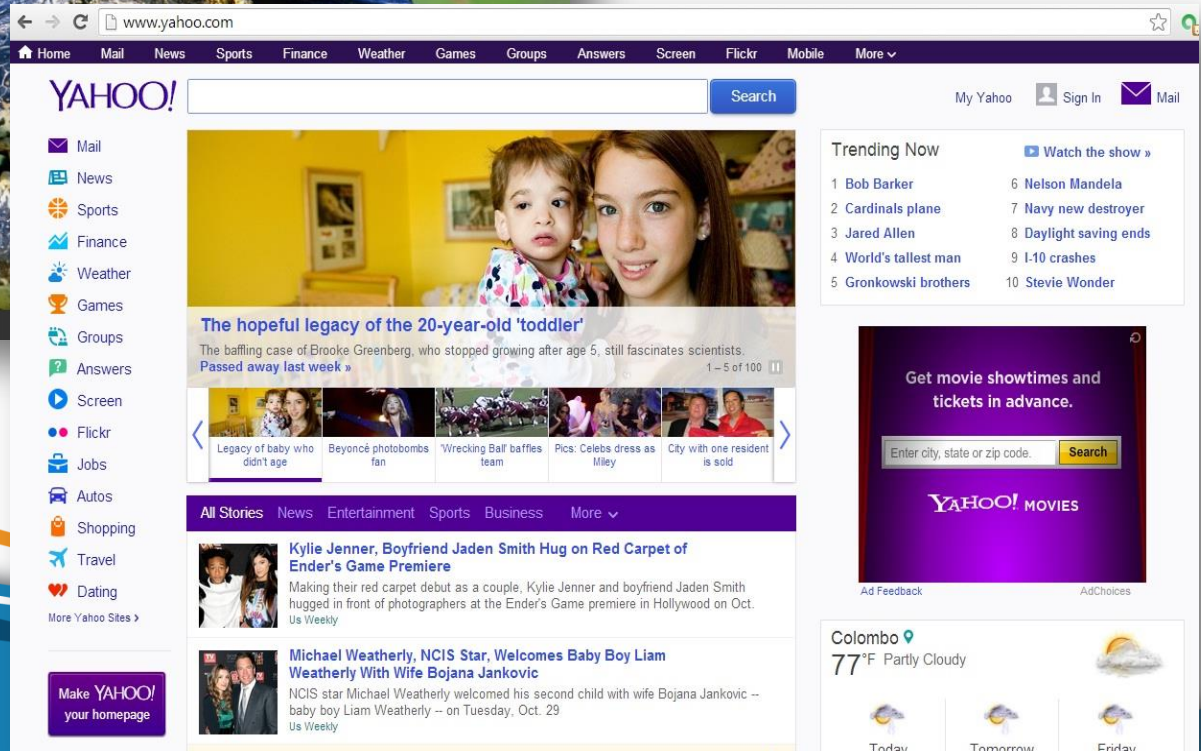 www.yahoo.com
Home Mail News Sports Finance Weather Games Groups Answers Screen Flickr Mobile More
YAHOO!
Search
My Yahoo Sign In Mail
Mail
News
Sports
Finance
Weather
Games
Groups
Answers
Screen
Flickr
Jobs
Autos
Shopping
Travel
Dating
More Yahoo Sites >
Make YAHOO!
your homepage
The hopeful legacy of the 20-year-old 'toddler'
The baffling case of Brooke Greenberg, who stopped growing after age 5, still fascinates scientists.
Passed away last week »
1 – 5 of 100
Legacy of baby who
didn't age
Beyoncé photobombs
fan
'Wrecking Ball' baffles
team
Pics: Celebs dress as
Miley
City with one resident
is sold
All Stories News Entertainment Sports Business More
Kylie Jenner, Boyfriend Jaden Smith Hug on Red Carpet of
Ender's Game Premiere
Making their red carpet debut as a couple, Kylie Jenner and boyfriend Jaden Smith
hugged in front of photographers at the Ender's Game premiere in Hollywood on Oct.
Us Weekly
Michael Weatherly, NCIS Star, Welcomes Baby Boy Liam
Weatherly With Wife Bojana Jankovic
NCIS star Michael Weatherly welcomed his second child with wife Bojana Jankovic --
baby boy Liam Weatherly -- on Tuesday, Oct. 29
Us Weekly
Trending Now
Watch the show »
1 Bob Barker
2 Cardinals plane
3 Jared Allen
4 World's tallest man
5 Gronkowski brothers
6 Nelson Mandela
7 Navy new destroyer
8 Daylight saving ends
9 I-10 crashes
10 Stevie Wonder
Get movie showtimes and
tickets in advance.
Enter city, state or zip code. Search
YAHOO! MOVIES
Ad Feedback AdChoices
Colombo
77°F Partly Cloudy
Today Tomorrow Friday